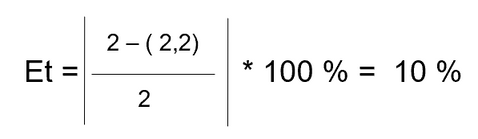 Et = | 2 – ( 2,2) / 2 | * 100 % = 10 %